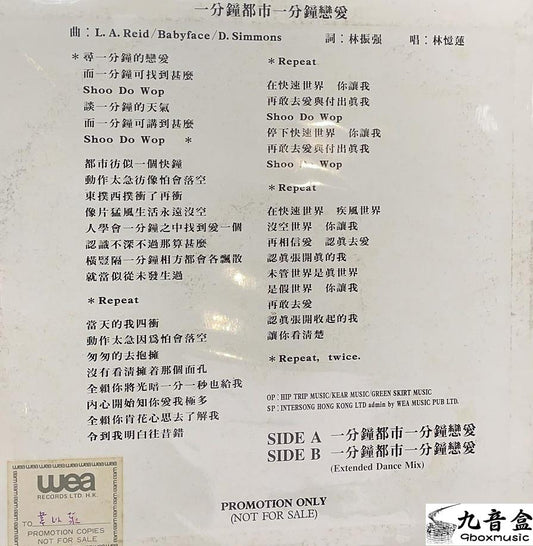 一分鐘都市一分鐘戀愛
曲：L. A. Reid / Babyface / D. Simmons　詞：林振强　唱：林憶蓮
* 尋一分鐘的戀愛
而一分鐘可找到甚麼
Shoo Do Wop
談一分鐘的天氣
而一分鐘可講到甚麼
Shoo Do Wop *
都市彷似一個快鐘
動作太急彷像怕會落空
東撲西撲衝了再衝
像片猛風生活永遠沒空
人學會一分鐘之中找到愛一個
認識不深不過那算甚麼
橫豎隔一分鐘相方都會各飄散
就當似從未發生過
* Repeat
當天的我四衝
動作太急因爲怕會落空
匆匆的去抱擁
沒有看清擁着那個面孔
全賴你將光暗一分一秒也給我
內心開始知你愛我極多
全賴你肯花心思去了解我
令到我明白往昔錯
* Repeat
在快速世界　你讓我
再敢去愛與付出眞我
Shoo Do Wop
停下快速世界　你讓我
再敢去愛與付出眞我
Shoo Do Wop
* Repeat
在快速世界　疾風世界
沒空世界　你讓我
再相信愛　認眞去愛
認眞張開眞的我
未管世界是眞世界
是假世界　你讓我
再敢去愛
認眞張開收起的我
讓你看清楚
* Repeat, twice.
OP : HIP TRIP MUSIC/KEAR MUSIC/GREEN SKIRT MUSIC
SP : INTERSONG HONG KONG LTD admin by WEA MUSIC PUB LTD.
SIDE A　一分鐘都市一分鐘戀愛
SIDE B　一分鐘都市一分鐘戀愛
(Extended Dance Mix)
PROMOTION ONLY
(NOT FOR SALE)
wea
RECORDS LTD. H.K.
TO
PROMOTION COPIES
NOT FOR SALE
九音盒
Qboxmusic